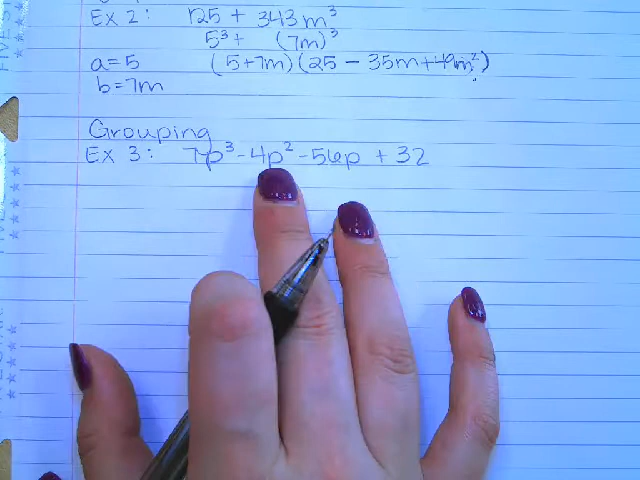 Ex 2: 125 + 343m³
5³ + (7m)³
a=5 (5+7m)(25 - 35m+49m²)
b=7m
Grouping
Ex 3: 7p³ - 4p² - 56p + 32